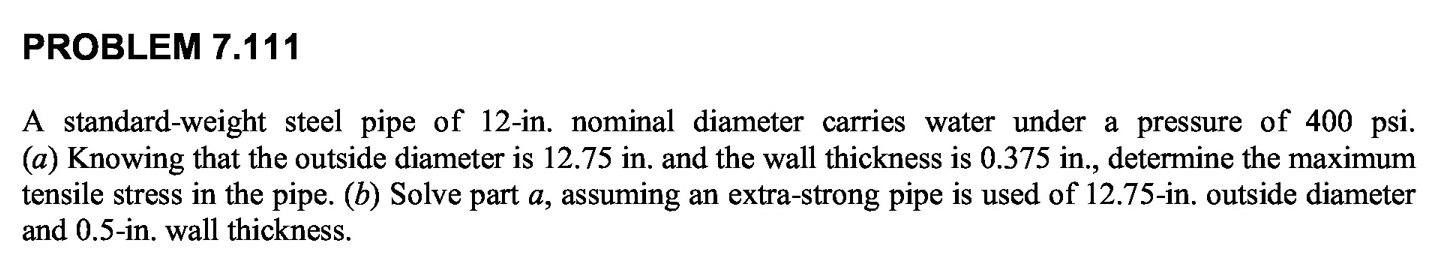 PROBLEM 7.111
A standard-weight steel pipe of 12-in. nominal diameter carries water under a pressure of 400 psi.
(a) Knowing that the outside diameter is 12.75 in. and the wall thickness is 0.375 in., determine the maximum
tensile stress in the pipe. (b) Solve part a, assuming an extra-strong pipe is used of 12.75-in. outside diameter
and 0.5-in. wall thickness.